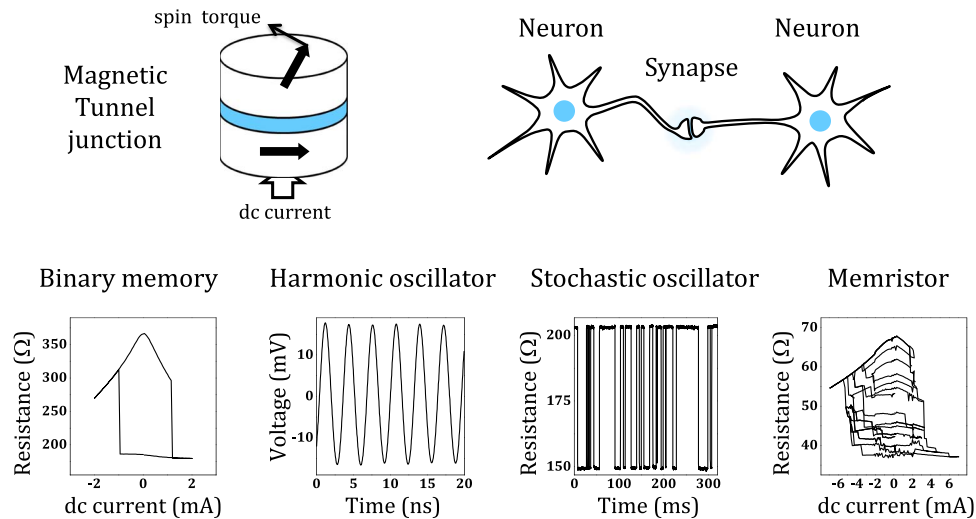 spin torque
Magnetic
Tunnel
junction
dc current
Neuron
Synapse
Neuron
Binary memory
Resistance (Ω)
350
300
250
200
-2 0 2
dc current (mA)
Harmonic oscillator
Voltage (mV)
10
0
-10
0 5 10 15 20
Time (ns)
Stochastic oscillator
Resistance (Ω)
200
175
150
0 100 200 300
Time (ms)
Memristor
Resistance (Ω)
70
60
50
40
-6 -4 -2 0 2 4 6
dc current (mA)